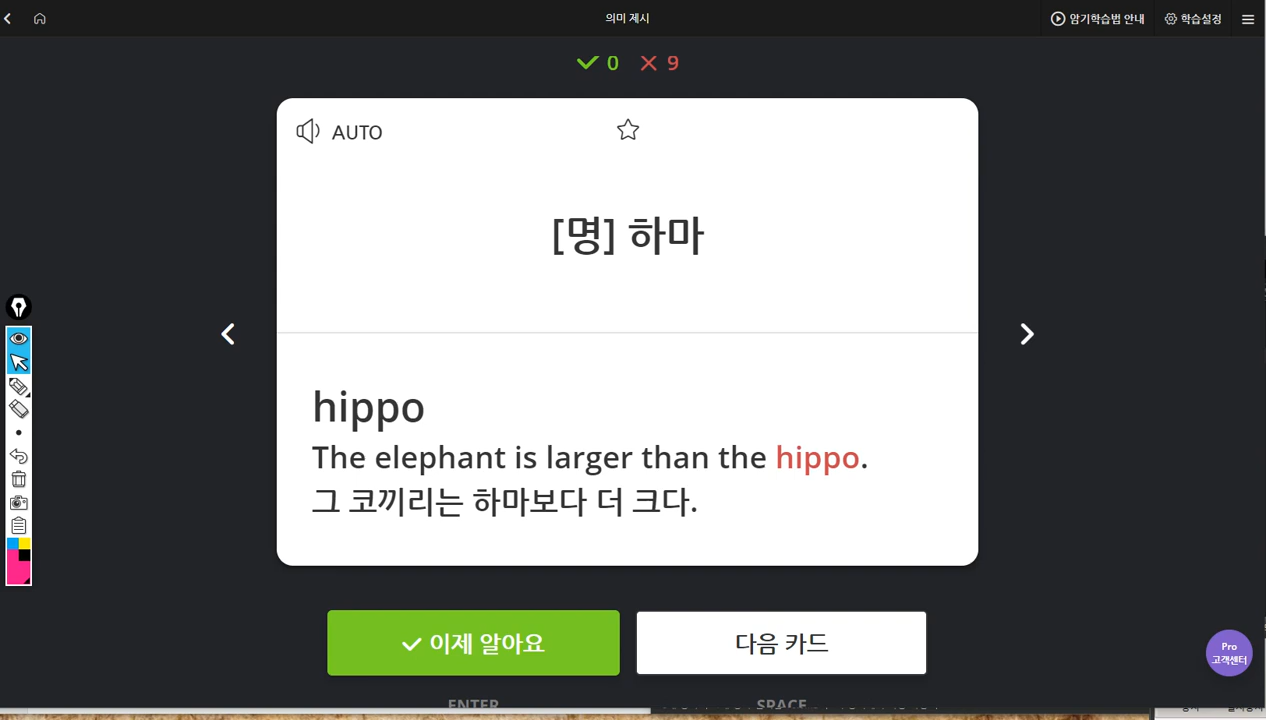 의미 제시
암기학습법 안내
학습설정
0
9
AUTO
[명] 하마
hippo
The elephant is larger than the hippo.
그 코끼리는 하마보다 더 크다.
이제 알아요
다음 카드
ENTER
SPACE
Pro
고객센터